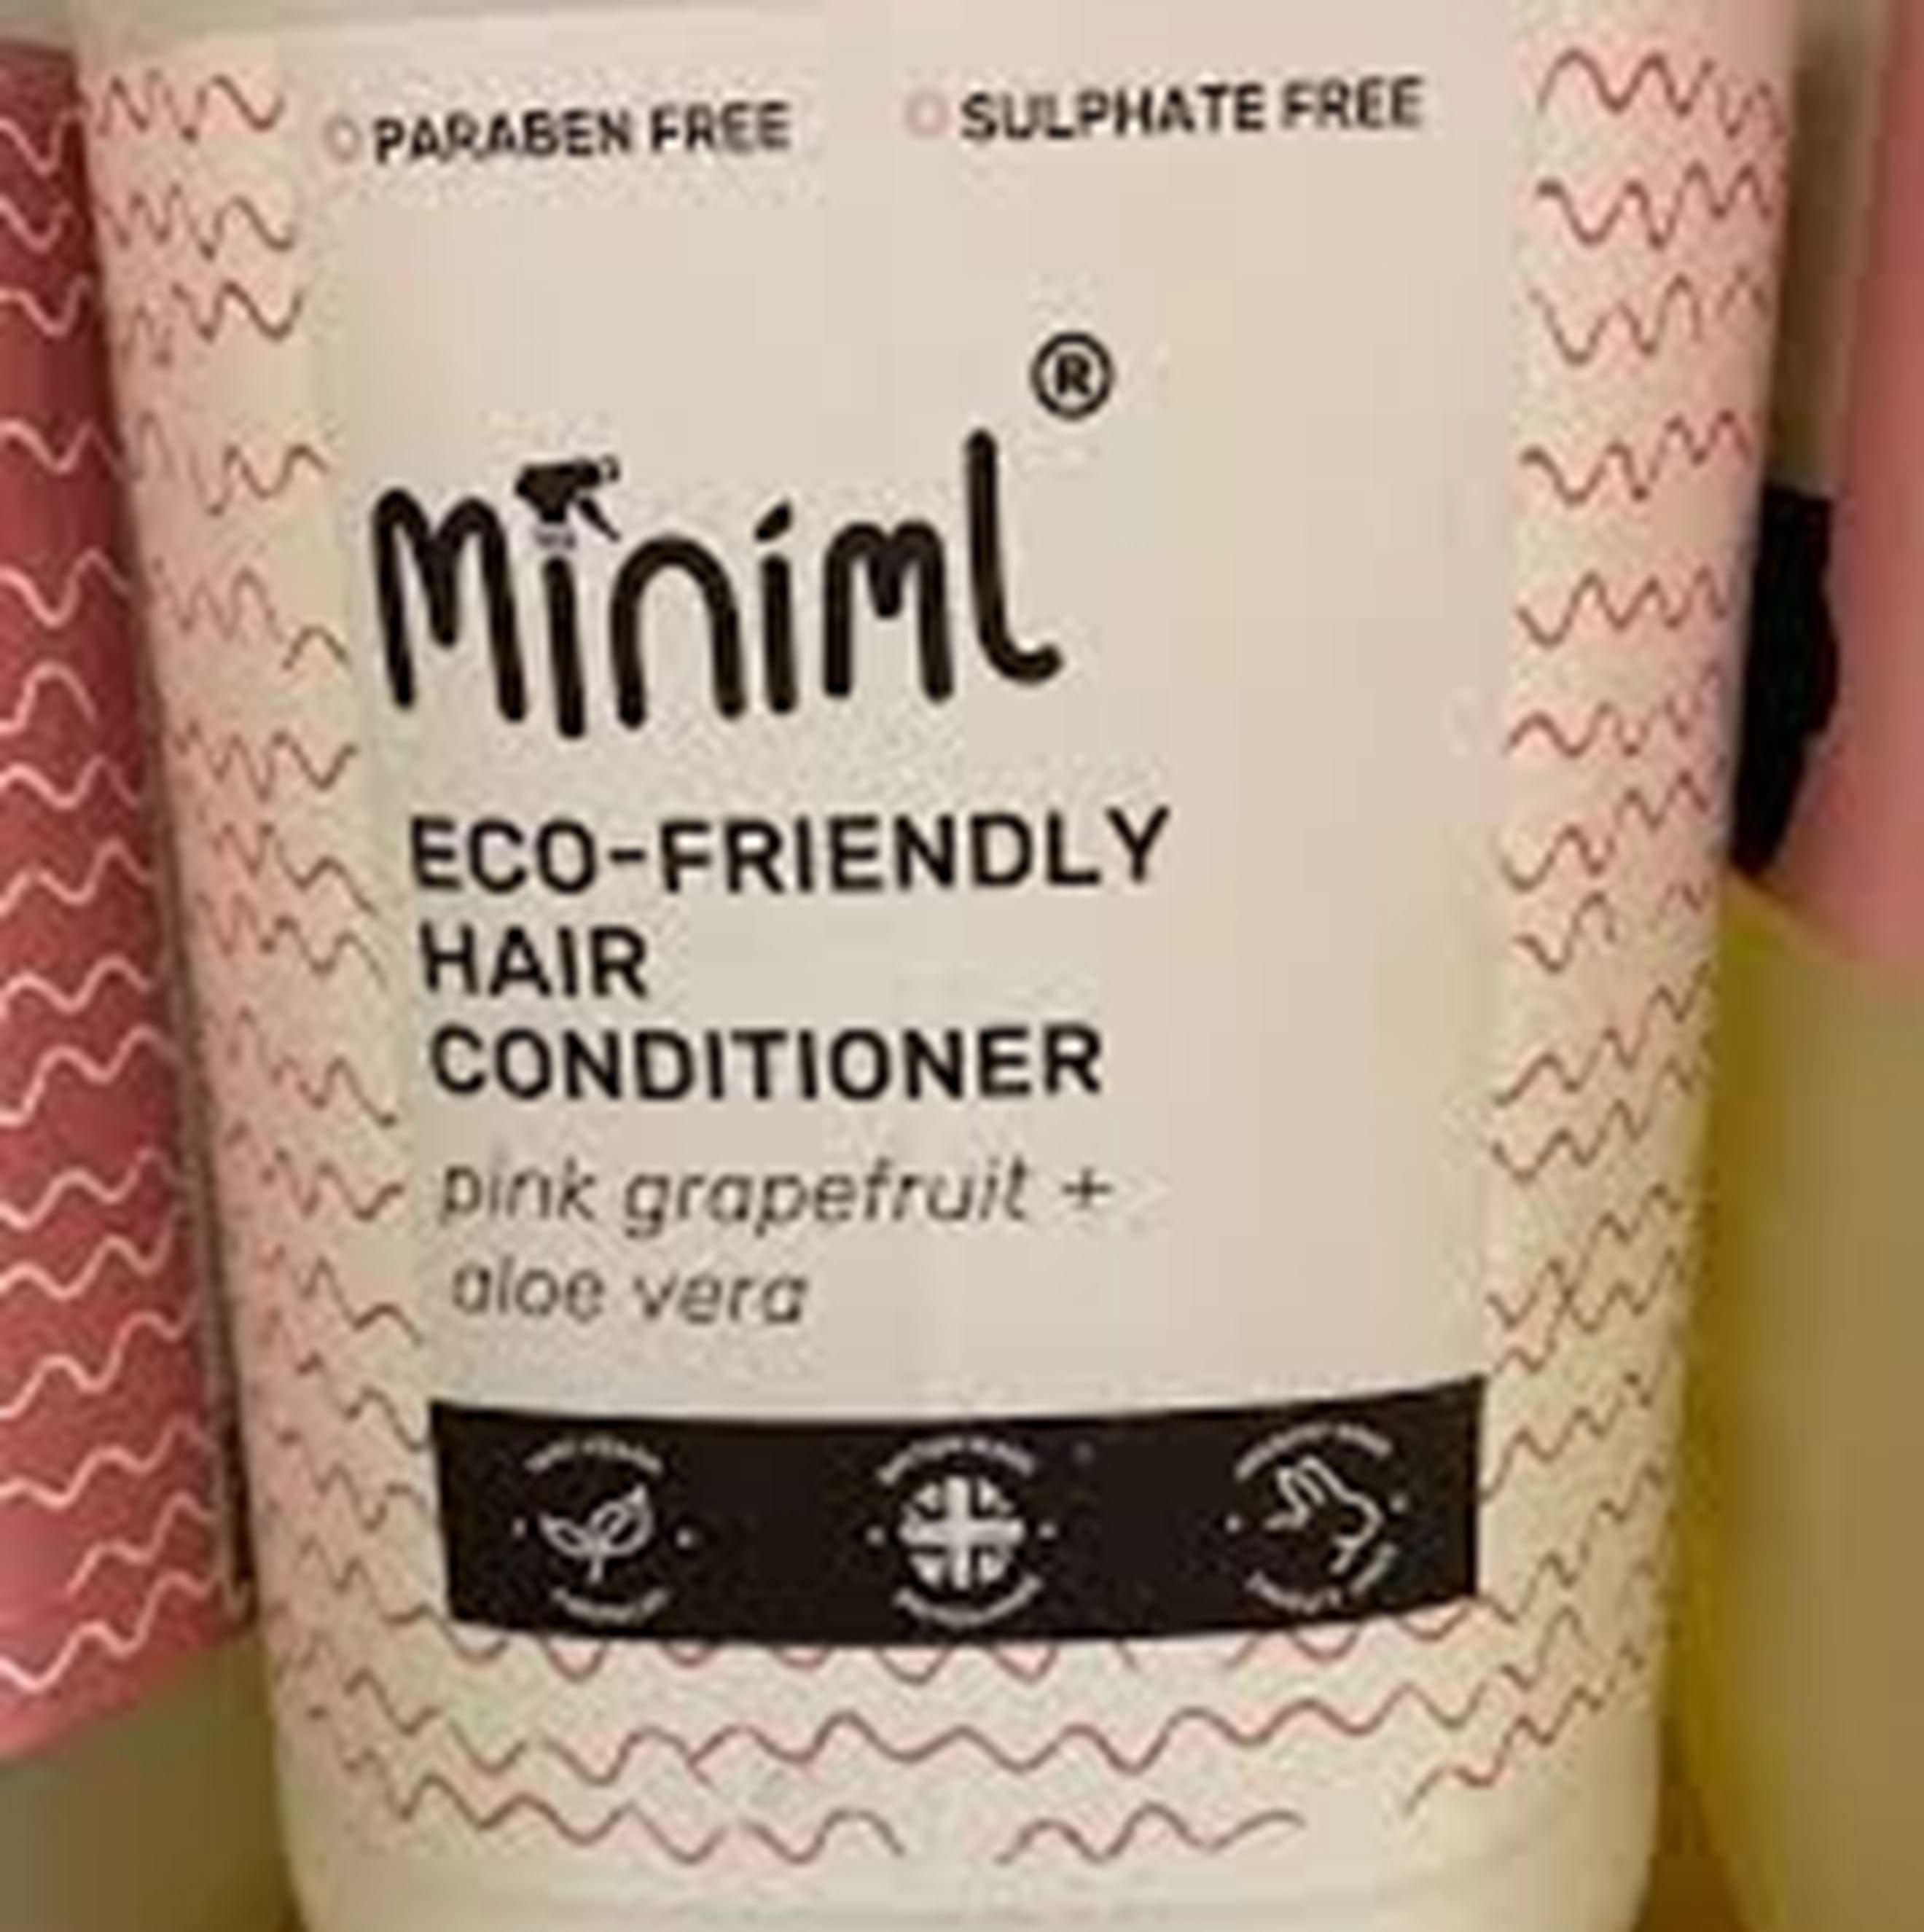 PARABEN FREE SULPHATE FREE
Miniml®
ECO-FRIENDLY
HAIR
CONDITIONER
pink grapefruit +
aloe vera